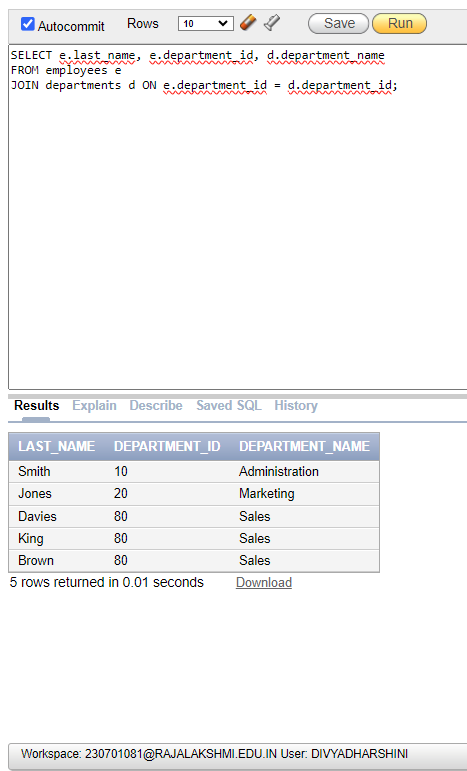 Autocommit Rows 10 Save Run
SELECT e.last_name, e.department_id, d.department_name
FROM employees e
JOIN departments d ON e.department_id = d.department_id;
Results Explain Describe Saved SQL History
LAST_NAME DEPARTMENT_ID DEPARTMENT_NAME
Smith 10 Administration
Jones 20 Marketing
Davies 80 Sales
King 80 Sales
Brown 80 Sales
5 rows returned in 0.01 seconds Download
Workspace: 230701081@RAJALAKSHMI.EDU.IN User: DIVYADHARSHINI